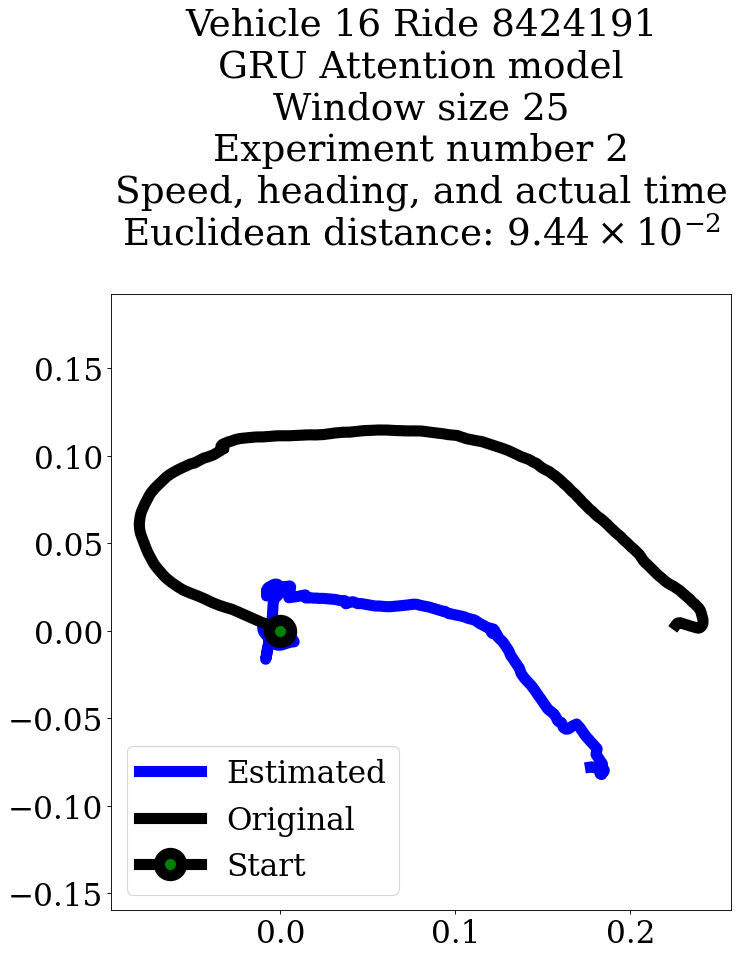 Vehicle 16 Ride 8424191
GRU Attention model
Window size 25
Experiment number 2
Speed, heading, and actual time
Euclidean distance: 9.44 × 10⁻²
0.15
0.10
0.05
0.00
−0.05
−0.10
−0.15
Estimated
Original
Start
0.0 0.1 0.2